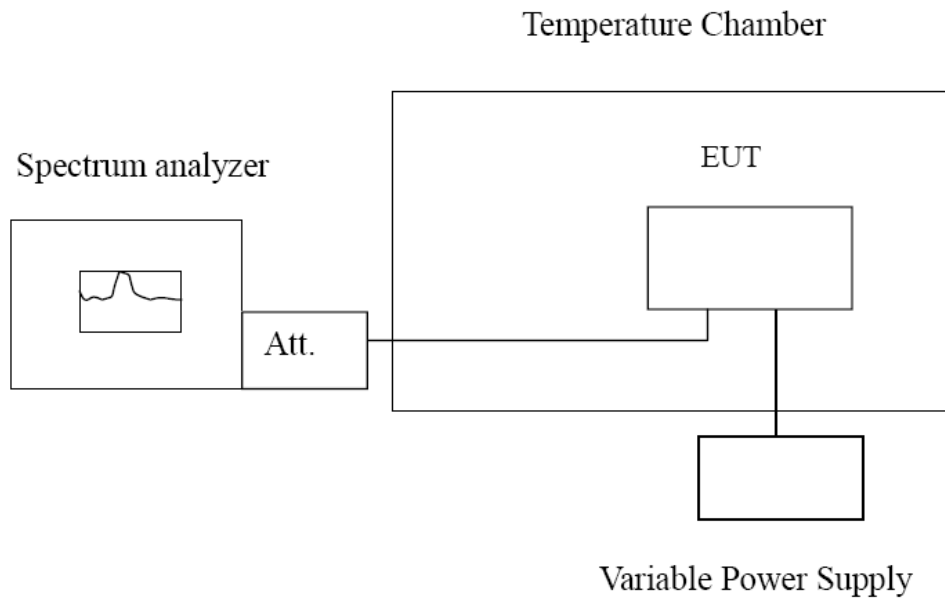 Temperature Chamber
Spectrum analyzer
EUT
Att.
Variable Power Supply